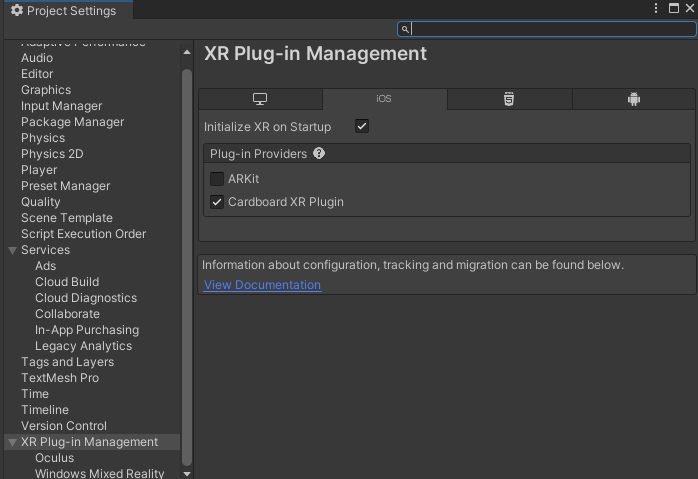 Project Settings
XR Plug-in Management
Adaptive Performance
Audio
Editor
Graphics
Input Manager
Package Manager
Physics
Physics 2D
Player
Preset Manager
Quality
Scene Template
Script Execution Order
Services
Ads
Cloud Build
Cloud Diagnostics
Collaborate
In-App Purchasing
Legacy Analytics
Tags and Layers
TextMesh Pro
Time
Timeline
Version Control
XR Plug-in Management
Oculus
Windows Mixed Reality
iOS
Initialize XR on Startup
Plug-in Providers
ARKit
Cardboard XR Plugin
Information about configuration, tracking and migration can be found below.
View Documentation